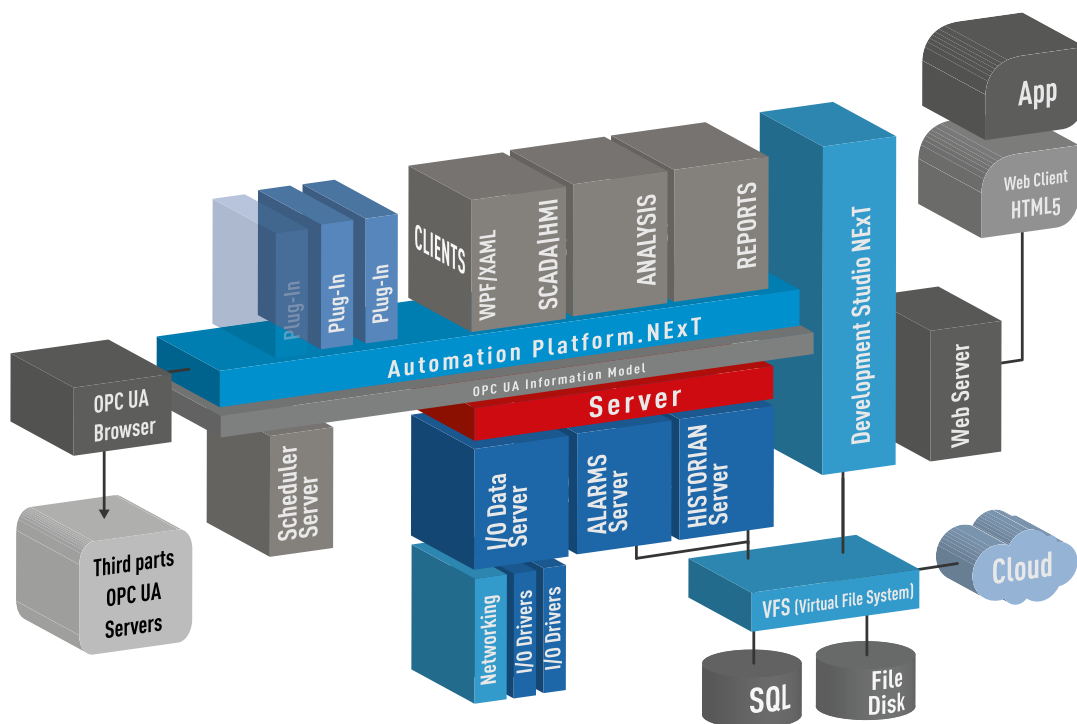 App
Web Client
HTML5
CLIENTS
WPF/XAML
SCADA|HMI
ANALYSIS
REPORTS
Development Studio NExT
Plug-In
Plug-In
Plug-In
Automation Platform.NExT
OPC UA Information Model
Server
Web Server
OPC UA
Browser
Scheduler
Server
I/O Data
Server
ALARMS
Server
HISTORIAN
Server
Third parts
OPC UA
Servers
Networking
I/O Drivers
I/O Drivers
VFS (Virtual File System)
Cloud
SQL
File
Disk